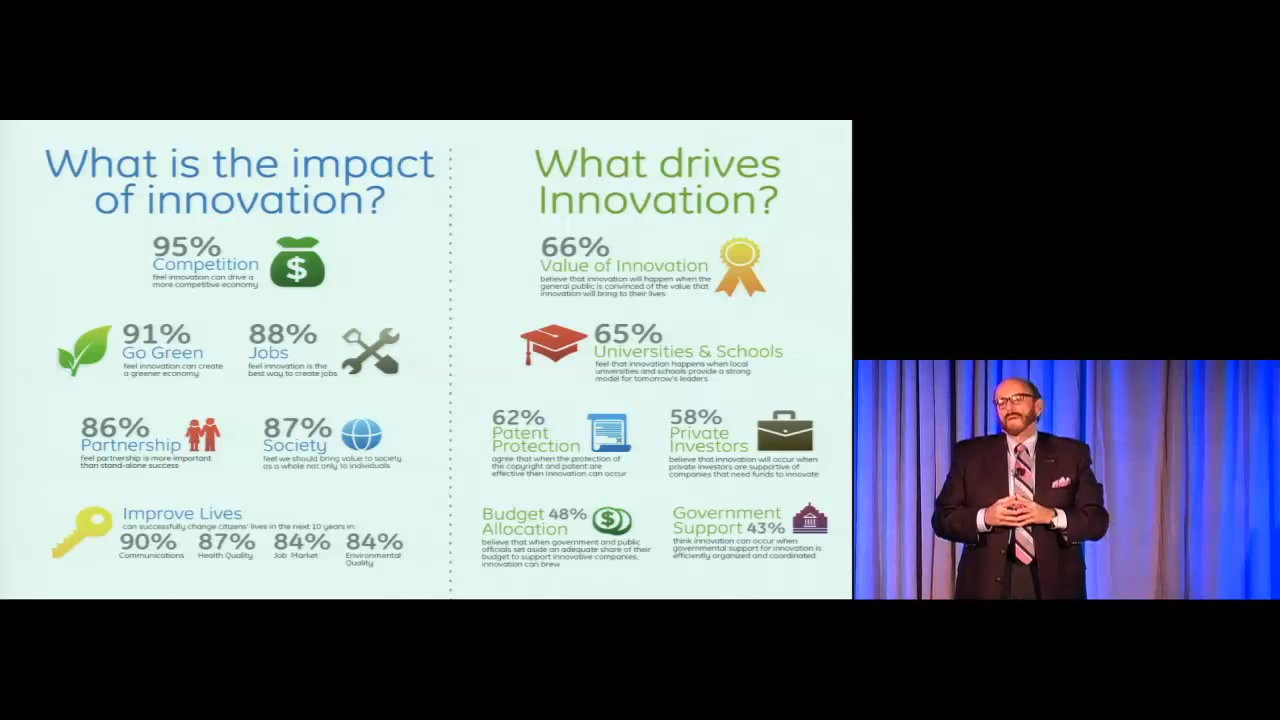 What is the impact
of innovation?
95%
Competition
feel innovation can drive a
more competitive economy
$
91%
Go Green
feel innovation can create
a greener economy
88%
Jobs
feel innovation is the
best way to create jobs
86%
Partnership
feel partnership is more important
than stand-alone success
87%
Society
feel we should bring value to society
as a whole not only to individuals
Improve Lives
can successfully change citizens' lives in the next 10 years in:
90%
Communications
87%
Health Quality
84%
Job Market
84%
Environmental
Quality
What drives
Innovation?
66%
Value of Innovation
believe that innovation will happen when the
general public is convinced of the value that
innovation will bring to their lives
65%
Universities & Schools
feel that innovation happens when local
universities and schools provide a strong
model for tomorrow's leaders
62%
Patent
Protection
agree that when the protection of
the copyright and patent are
effective then innovation can occur
58%
Private
Investors
believe that innovation will occur when
private investors are supportive of
companies that need funds to innovate
Budget 48%
Allocation
$
believe that when government and public
officials set aside an adequate share of their
budget to support innovative companies,
innovation can brew
Government
Support 43%
think innovation can occur when
governmental support for innovation is
efficiently organized and coordinated